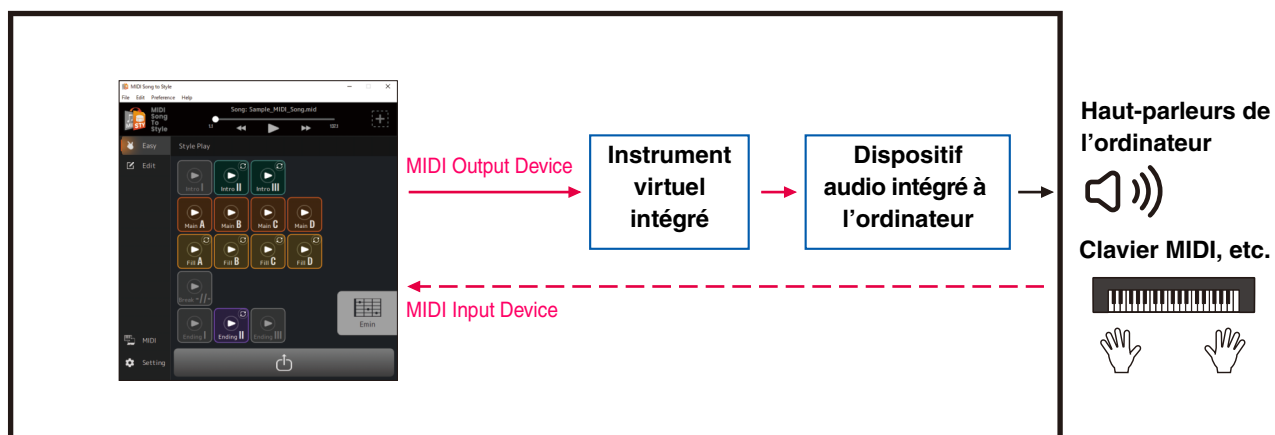 MIDI Song to Style
File Edit Preference Help
MIDI
Song
To
Style
Song: Sample_MIDI_Song.mid
Easy
Style Play
Edit
Intro I
Intro II
Intro III
Main A
Main B
Main C
Main D
Fill A
Fill B
Fill C
Fill D
Break -//-
Ending I
Ending II
Ending III
Emin
MIDI
Setting
MIDI Output Device
MIDI Input Device
Instrument
virtuel
intégré
Dispositif
audio intégré à
l’ordinateur
Haut-parleurs de
l’ordinateur
Clavier MIDI, etc.